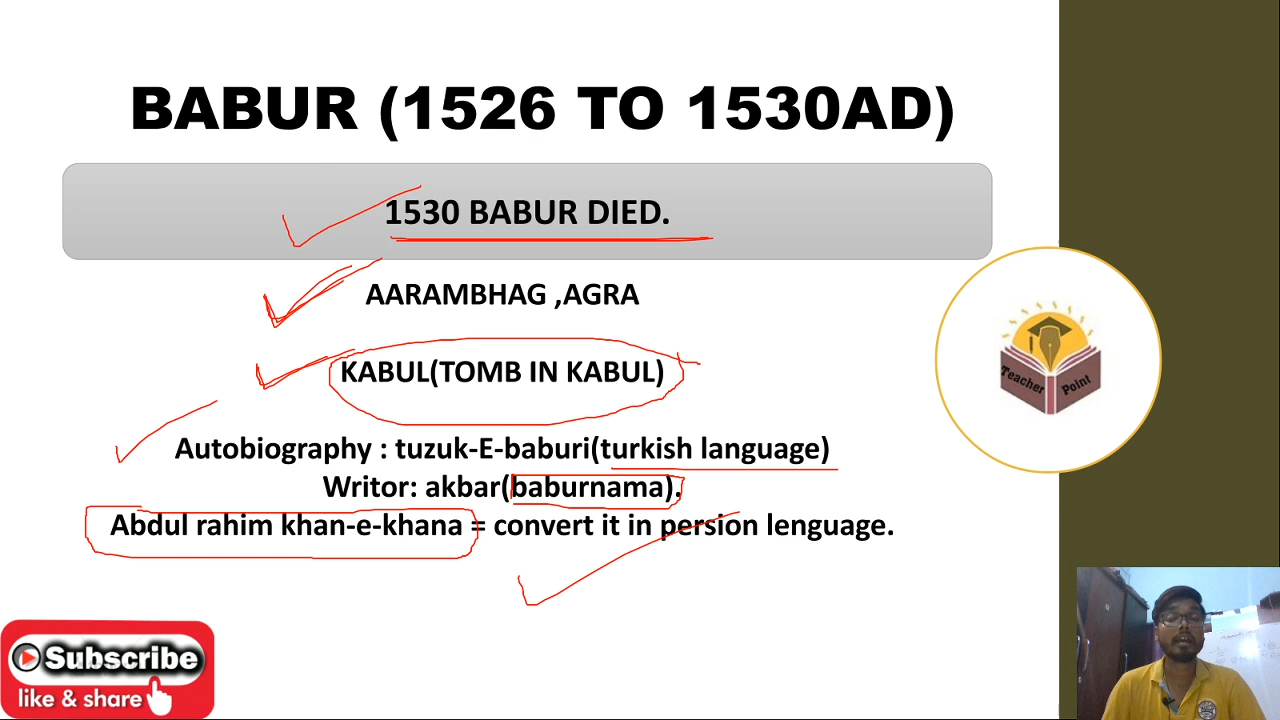 BABUR (1526 TO 1530AD)
1530 BABUR DIED.
AARAMBHAG ,AGRA
KABUL(TOMB IN KABUL)
Autobiography : tuzuk-E-baburi(turkish language)
Writor: akbar(baburnama).
Abdul rahim khan-e-khana = convert it in persion lenguage.
Teacher Point
Subscribe
like & share